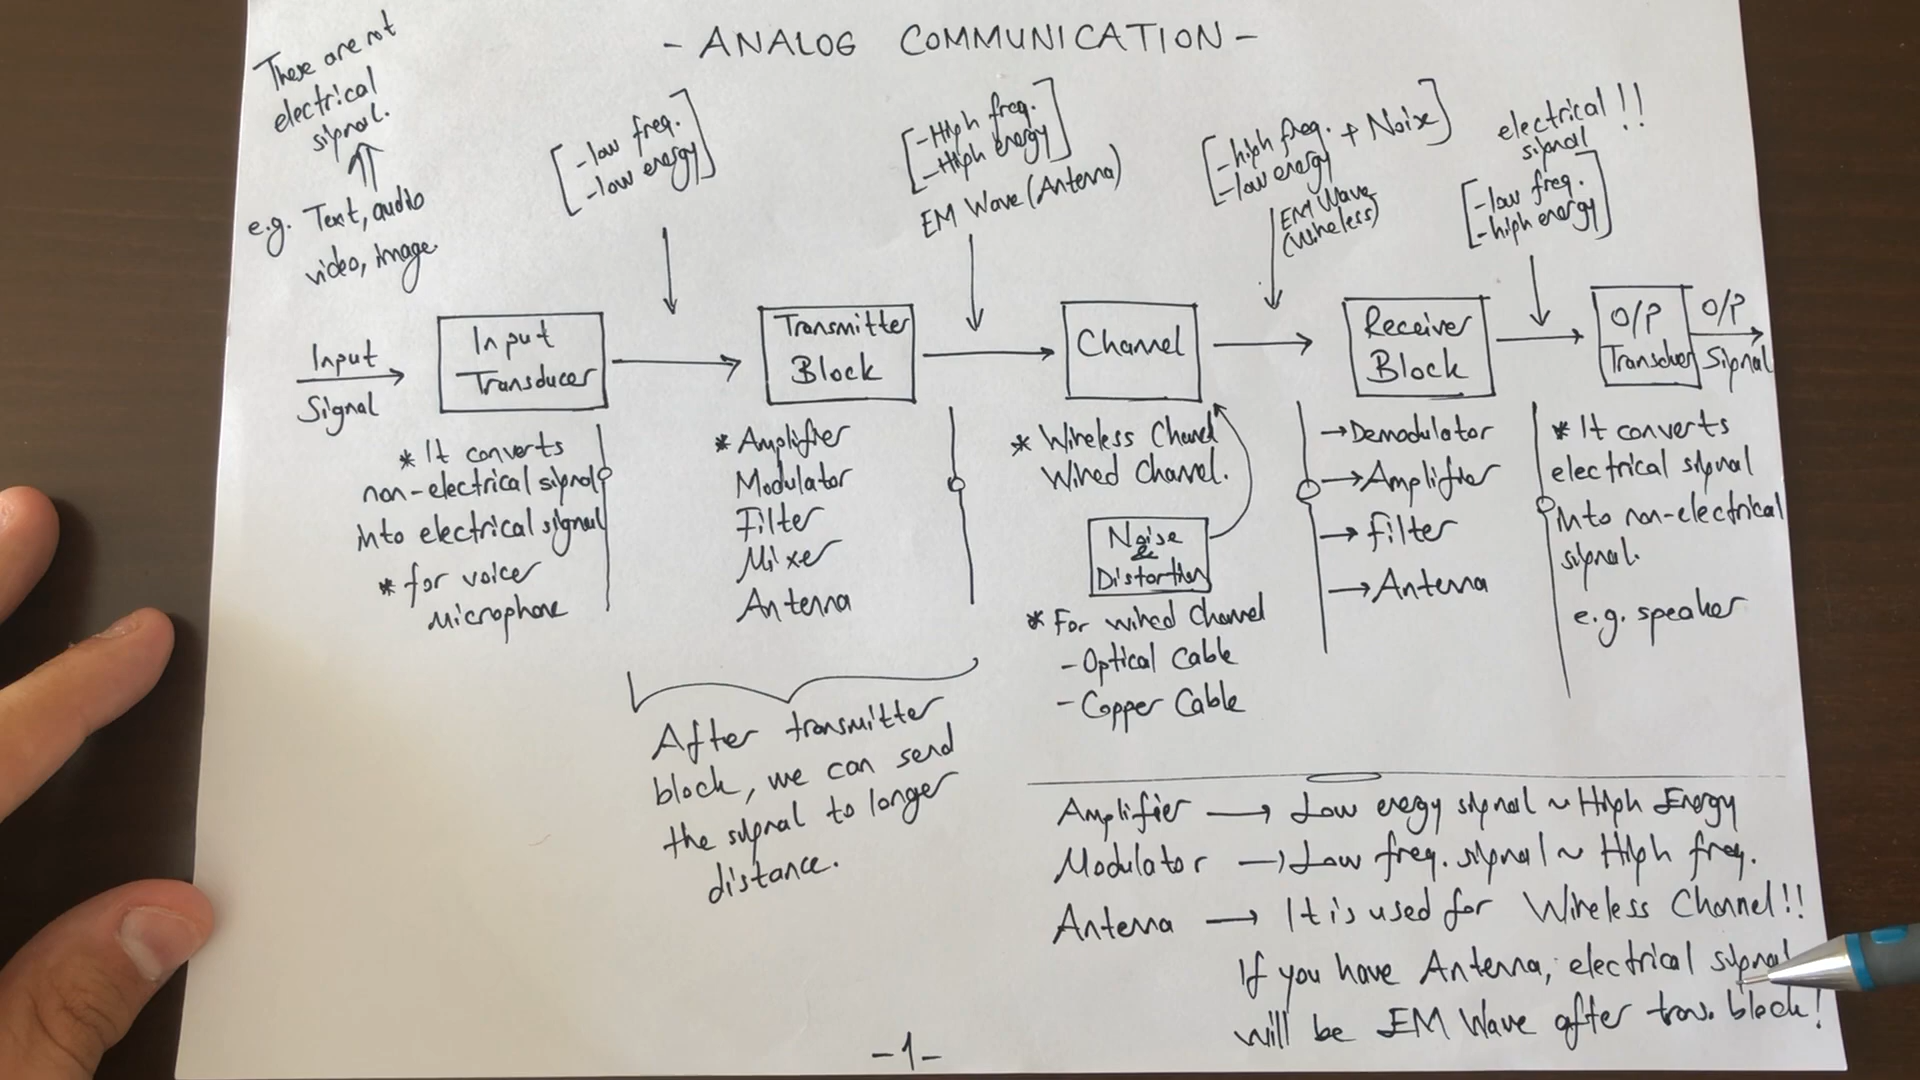 - ANALOG COMMUNICATION -
These are not
electrical
signal.
e.g. Text, audio
video, image.
[-low freq.
-low energy]
[-High freq.
-High energy]
EM Wave (Antenna)
[-high freq. + Noise]
-low energy
EM Wave
(Wireless)
electrical !!
signal
[-low freq.
-high energy]
Input
Signal
Input
Transducer
Transmitter
Block
Channel
Receiver
Block
O/P
Transducer
O/P
Signal
* It converts
non-electrical signal
into electrical signal
* for voice
microphone
* Amplifier
Modulator
Filter
Mixer
Antenna
After transmitter
block, we can send
the signal to longer
distance.
* Wireless Channel
Wired Channel.
Noise
&
Distortion
* For wired Channel
- Optical Cable
- Copper Cable
→ Demodulator
→ Amplifier
→ filter
→ Antenna
* It converts
electrical signal
into non-electrical
signal.
e.g. speaker
Amplifier → Low enegy signal ~ High Energy
Modulator → Low freq. signal ~ High freq.
Antenna → It is used for Wireless Channel!!
If you have Antenna, electrical signal
will be EM Wave after tran. block!
-1-